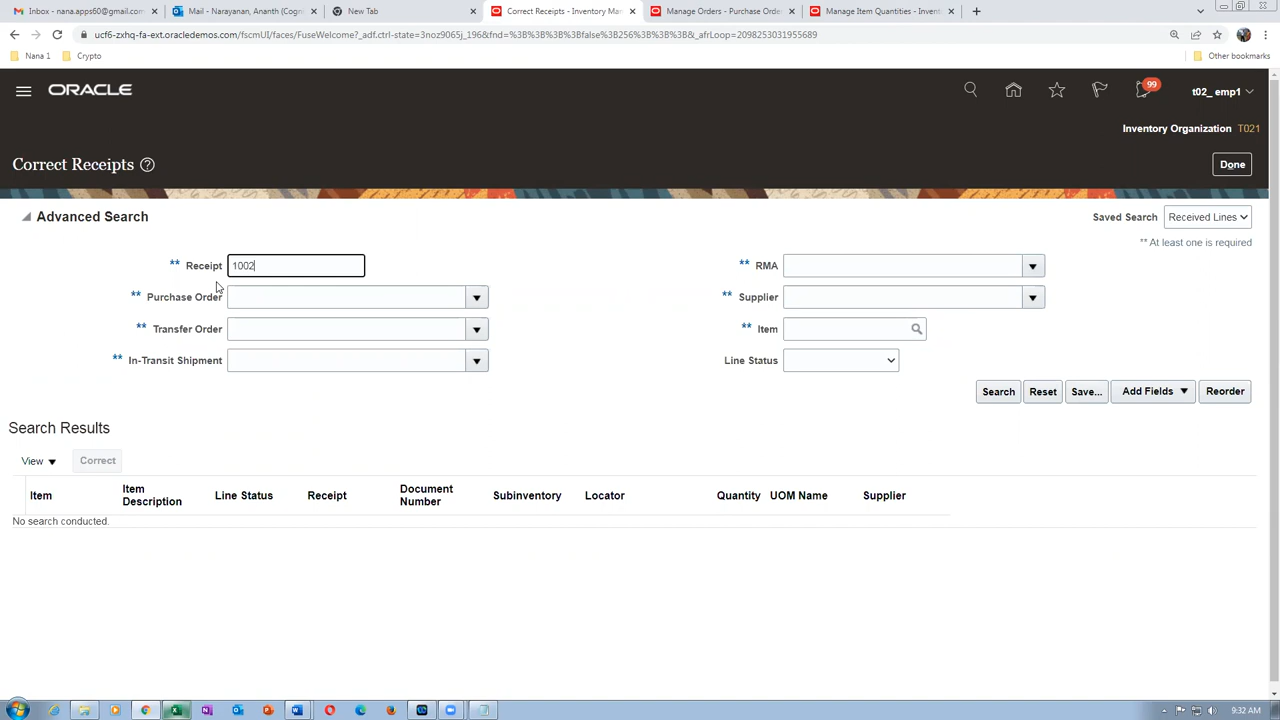 Inbox - nana.apps60@gmail.com
Mail - Narayanan, Ananth (Cogni
New Tab
Correct Receipts - Inventory Ma
Manage Orders - Purchase Order
Manage Item Quantities - Invent
ucf6-zxhq-fa-ext.oracledemos.com/fscmUI/faces/FuseWelcome?_adf.ctrl-state=3noz9065j_196&fnd=%3B%3B%3B%3Bfalse%3B256%3B%3B%3B&_afrLoop=2098253031955689
Nana 1
Crypto
Other bookmarks
ORACLE
99
t02_ emp1
Inventory Organization T021
Correct Receipts
Done
Advanced Search
Saved Search Received Lines
** At least one is required
** Receipt 1002
** RMA
** Purchase Order
** Supplier
** Transfer Order
** Item
** In-Transit Shipment
Line Status
Search Reset Save... Add Fields Reorder
Search Results
View Correct
Item
Item Description
Line Status
Receipt
Document Number
Subinventory
Locator
Quantity
UOM Name
Supplier
No search conducted.
9:32 AM